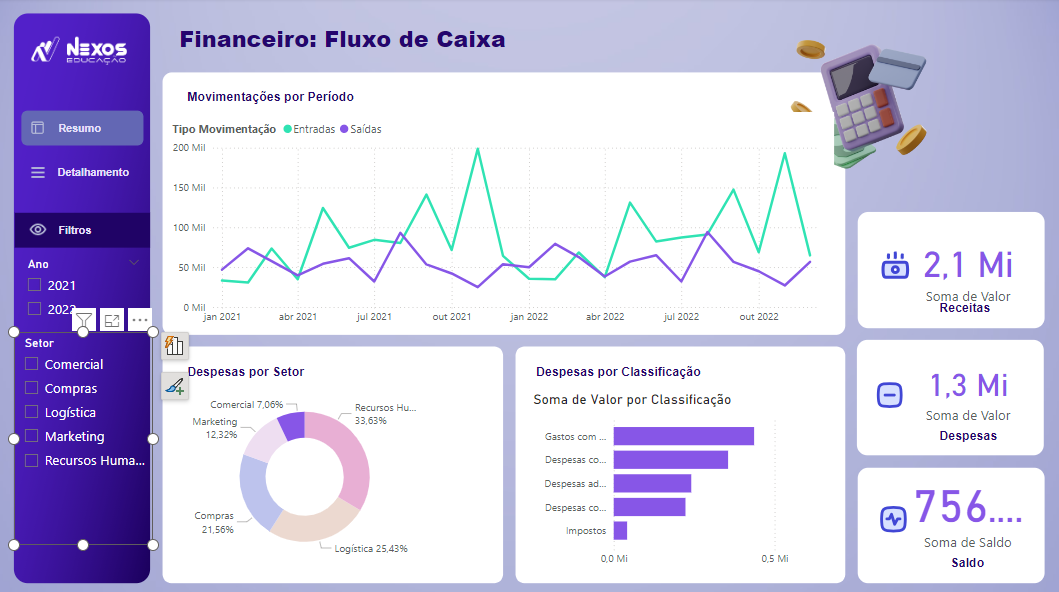 NEXOS
EDUCAÇÃO
Resumo
Detalhamento
Filtros
Ano
2021
2022
Setor
Comercial
Compras
Logística
Marketing
Recursos Huma...
Financeiro: Fluxo de Caixa
Movimentações por Período
Tipo Movimentação Entradas Saídas
200 Mil
150 Mil
100 Mil
50 Mil
0 Mil
jan 2021 abr 2021 jul 2021 out 2021 jan 2022 abr 2022 jul 2022 out 2022
Despesas por Setor
Comercial 7,06%
Recursos Hu...
33,63%
Marketing
12,32%
Compras
21,56%
Logística 25,43%
Despesas por Classificação
Soma de Valor por Classificação
Gastos com ...
Despesas co...
Despesas ad...
Despesas co...
Impostos
0,0 Mi 0,5 Mi
2,1 Mi
Soma de Valor
Receitas
1,3 Mi
Soma de Valor
Despesas
756....
Soma de Saldo
Saldo